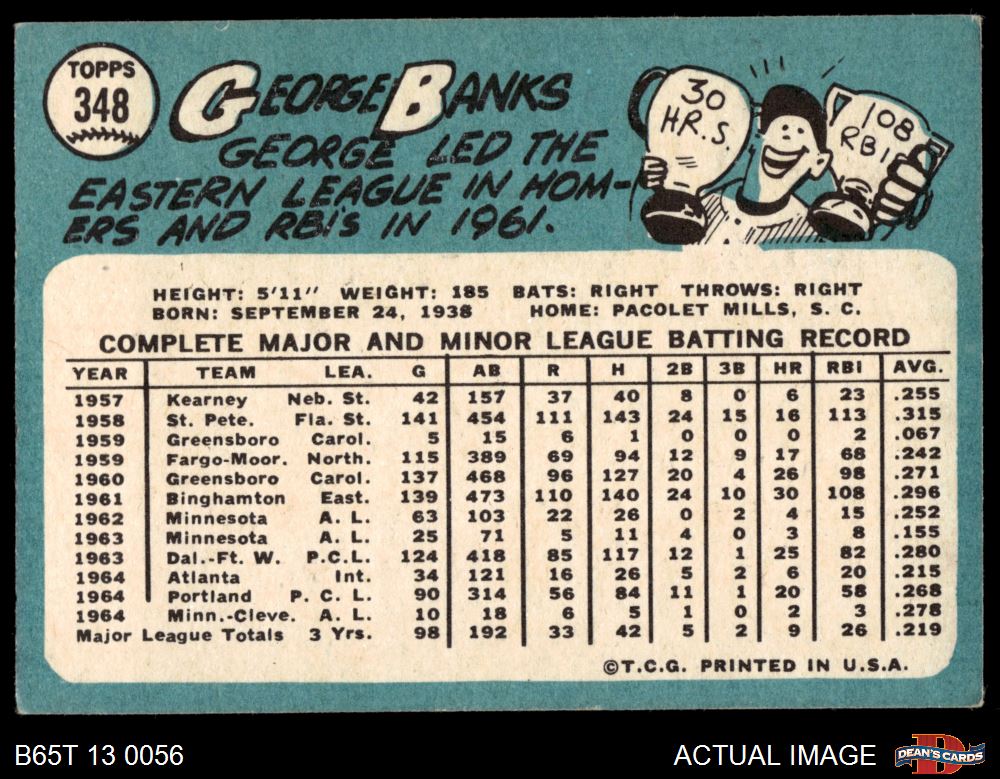 TOPPS
348
GEORGE BANKS
GEORGE LED THE
EASTERN LEAGUE IN HOM-
ERS AND RBI'S IN 1961.
30
HR.S.
108
RBI
HEIGHT: 5'11" WEIGHT: 185 BATS: RIGHT THROWS: RIGHT
BORN: SEPTEMBER 24, 1938 HOME: PACOLET MILLS, S. C.
COMPLETE MAJOR AND MINOR LEAGUE BATTING RECORD
YEAR TEAM LEA. G AB R H 2B 3B HR RBI AVG.
1957 Kearney Neb. St. 42 157 37 40 8 0 6 23 .255
1958 St. Pete. Fla. St. 141 454 111 143 24 15 16 113 .315
1959 Greensboro Carol. 5 15 6 1 0 0 0 2 .067
1959 Fargo-Moor. North. 115 389 69 94 12 9 17 68 .242
1960 Greensboro Carol. 137 468 96 127 20 4 26 98 .271
1961 Binghamton East. 139 473 110 140 24 10 30 108 .296
1962 Minnesota A. L. 63 103 22 26 0 2 4 15 .252
1963 Minnesota A. L. 25 71 5 11 4 0 3 8 .155
1963 Dal.-Ft. W. P.C.L. 124 418 85 117 12 1 25 82 .280
1964 Atlanta Int. 34 121 16 26 5 2 6 20 .215
1964 Portland P. C. L. 90 314 56 84 11 1 20 58 .268
1964 Minn.-Cleve. A. L. 10 18 6 5 1 0 2 3 .278
Major League Totals 3 Yrs. 98 192 33 42 5 2 9 26 .219
©T.C.G. PRINTED IN U.S.A.
B65T 13 0056
ACTUAL IMAGE
D
DEAN'S CARDS